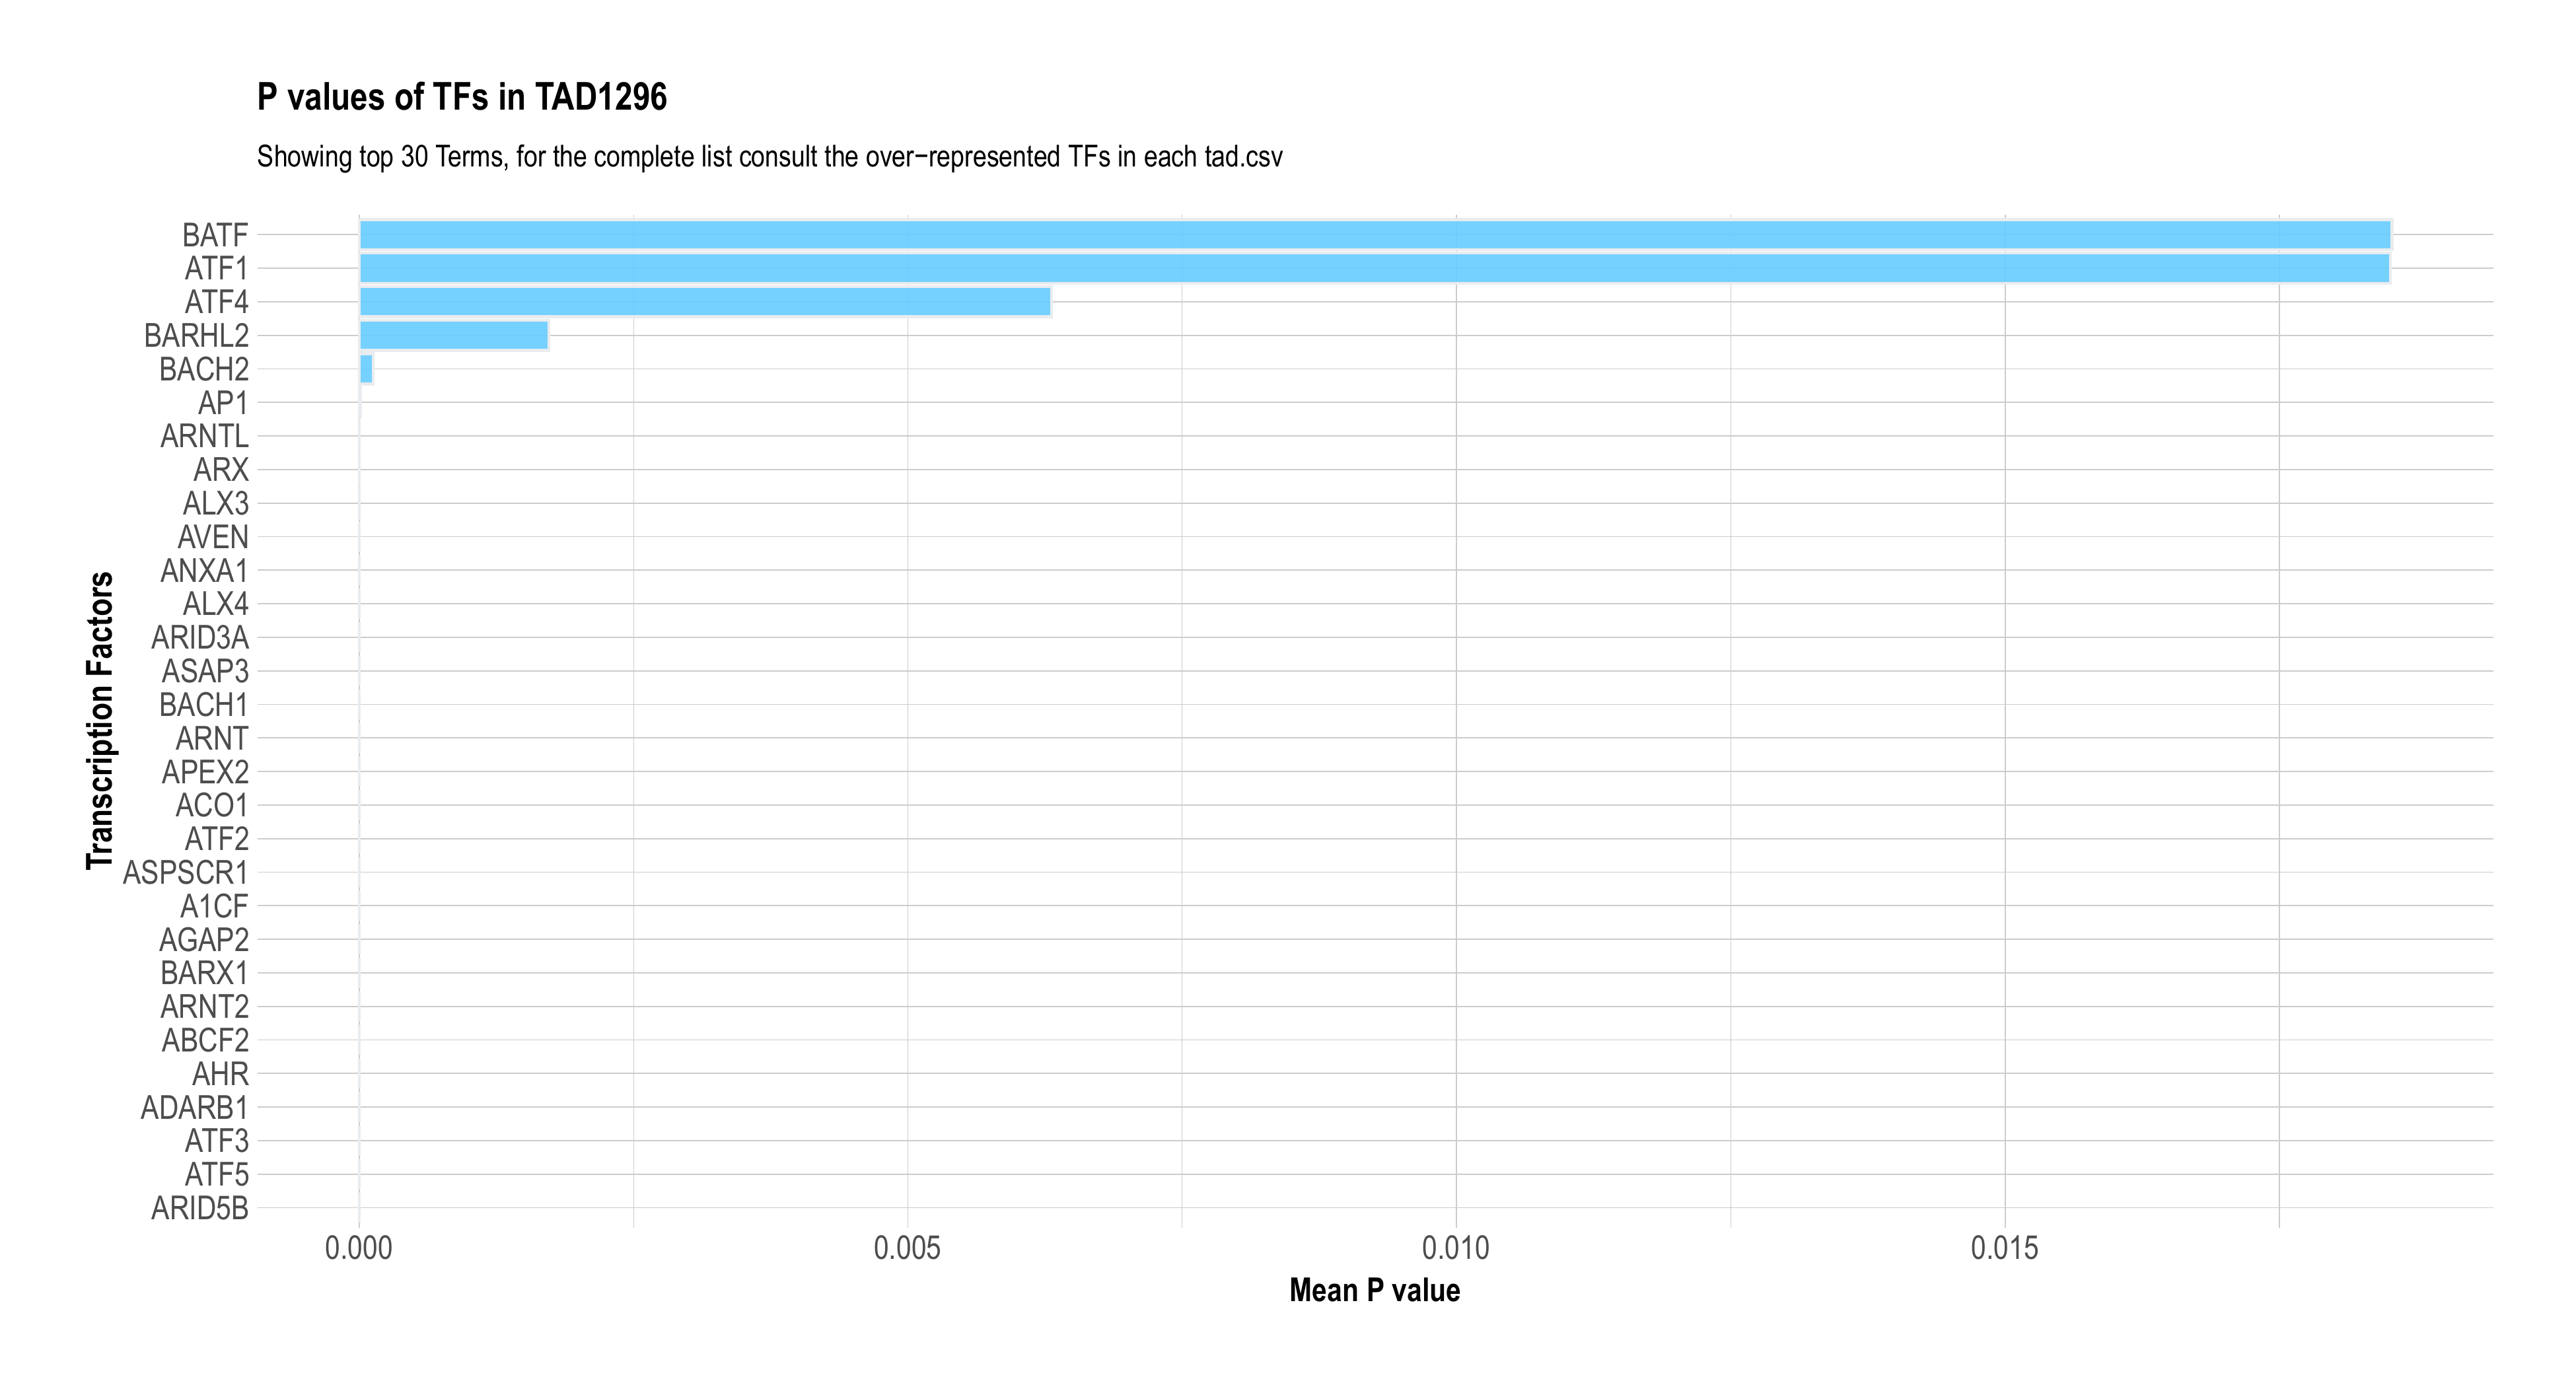 P values of TFs in TAD1296
Showing top 30 Terms, for the complete list consult the over−represented TFs in each tad.csv
Transcription Factors
BATF
ATF1
ATF4
BARHL2
BACH2
AP1
ARNTL
ARX
ALX3
AVEN
ANXA1
ALX4
ARID3A
ASAP3
BACH1
ARNT
APEX2
ACO1
ATF2
ASPSCR1
A1CF
AGAP2
BARX1
ARNT2
ABCF2
AHR
ADARB1
ATF3
ATF5
ARID5B
0.000 0.005 0.010 0.015
Mean P value